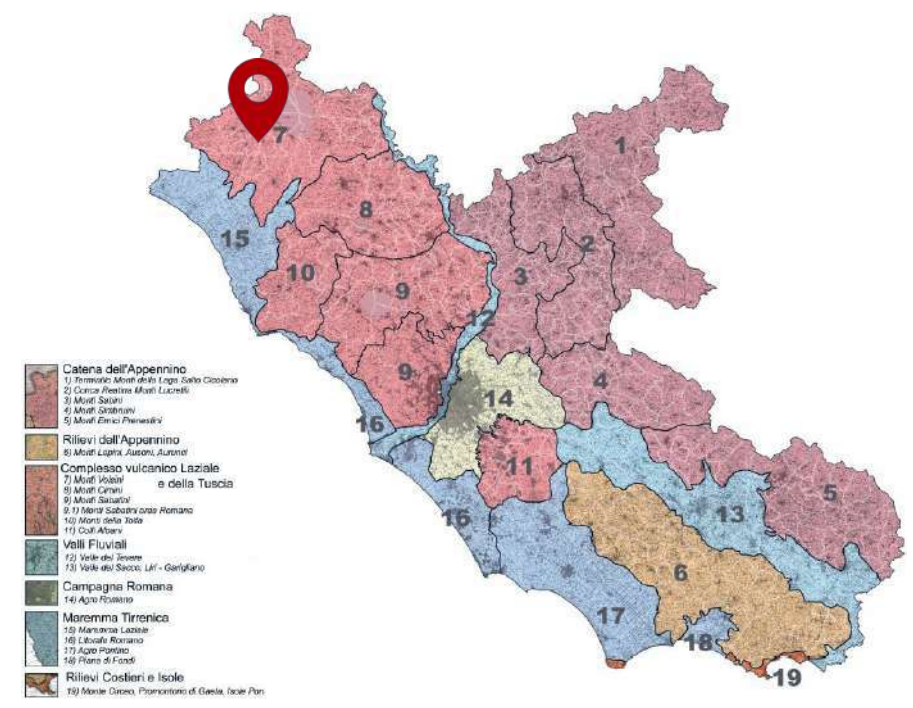 7
1
8
15
2
10
3
9
12
9
4
14
16
11
5
13
16
6
17
18
19
Catena dell'Appennino
1) Terminillo Monti della Laga Salto Cicolano
2) Conca Reatina Monti Lucretili
3) Monti Sabini
4) Monti Simbruini
5) Monti Ernici Prenestini
Rilievi dell'Appennino
6) Monti Lepini, Ausoni, Aurunci
Complesso vulcanico Laziale
e della Tuscia
7) Monti Volsini
8) Monti Cimini
9) Monti Sabatini
9.1) Monti Sabatini area Romana
10) Monti della Tolfa
11) Colli Albani
Valli Fluviali
12) Valle del Tevere
13) Valle del Sacco, Liri - Garigliano
Campagna Romana
14) Agro Romano
Maremma Tirrenica
15) Maremma Laziale
16) Litorale Romano
17) Agro Pontino
18) Piana di Fondi
Rilievi Costieri e Isole
19) Monte Circeo, Promontorio di Gaeta, Isole Pon